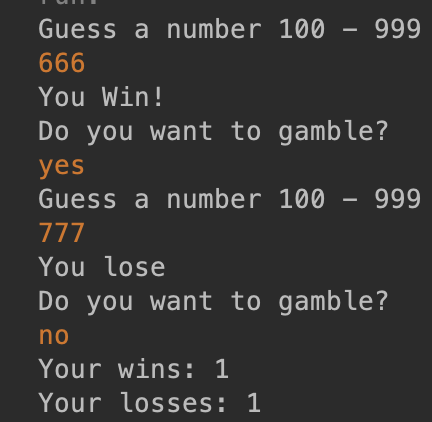 Guess a number 100 - 999
666
You Win!
Do you want to gamble?
yes
Guess a number 100 - 999
777
You lose
Do you want to gamble?
no
Your wins: 1
Your losses: 1